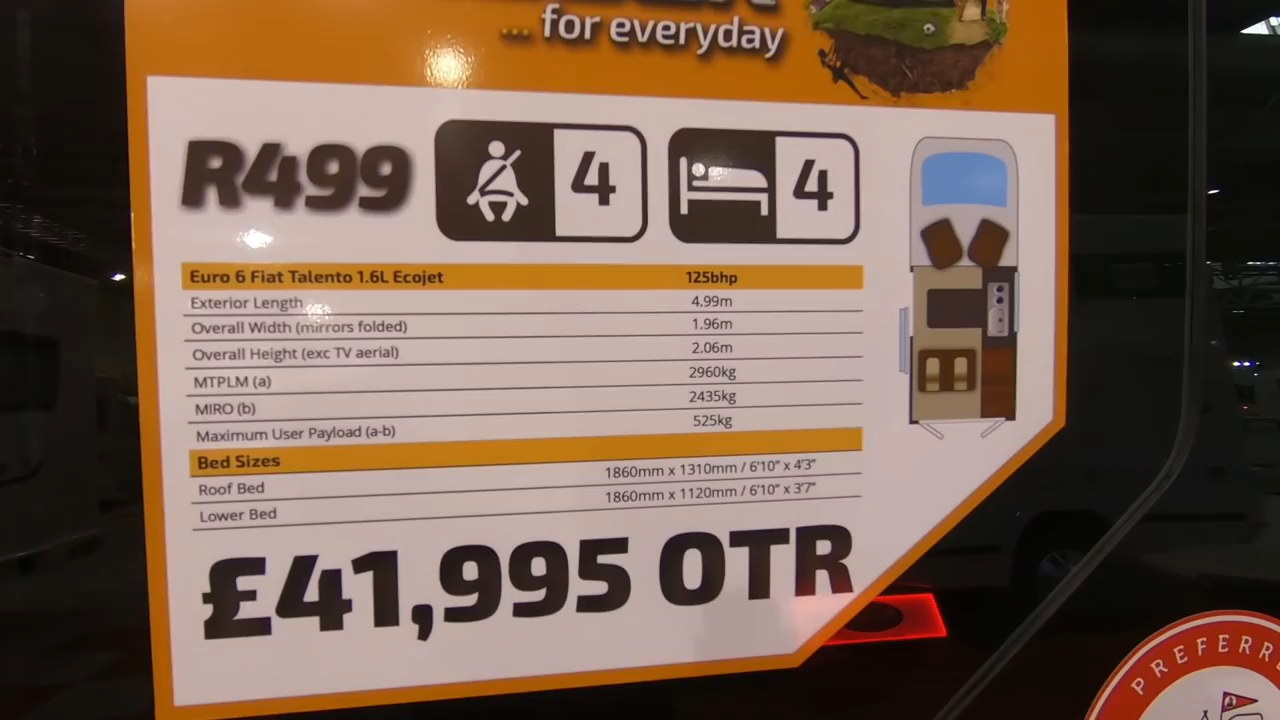 ... for everyday
R499 4 4
Euro 6 Fiat Talento 1.6L Ecojet 125bhp
Exterior Length 4.99m
Overall Width (mirrors folded) 1.96m
Overall Height (exc TV aerial) 2.06m
MTPLM (a) 2960kg
MIRO (b) 2435kg
Maximum User Payload (a-b) 525kg
Bed Sizes
Roof Bed 1860mm x 1310mm / 6'10" x 4'3"
Lower Bed 1860mm x 1120mm / 6'10" x 3'7"
£41,995 OTR